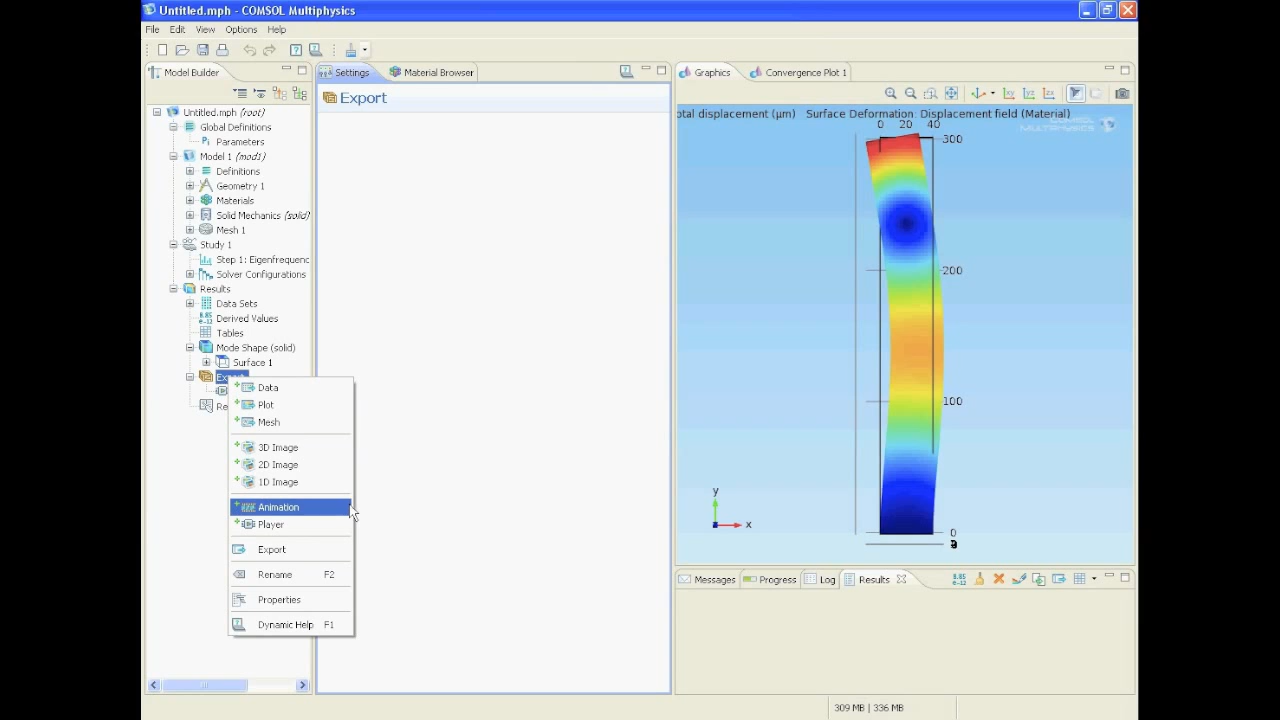 Untitled.mph - COMSOL Multiphysics
File Edit View Options Help
Model Builder
Untitled.mph (root)
Global Definitions
Parameters
Model 1 (mod1)
Definitions
Geometry 1
Materials
Solid Mechanics (solid)
Mesh 1
Study 1
Step 1: Eigenfrequenc
Solver Configurations
Results
Data Sets
Derived Values
Tables
Mode Shape (solid)
Surface 1
Re
Data
Plot
Mesh
3D Image
2D Image
1D Image
Animation
Player
Export
Rename F2
Properties
Dynamic Help F1
Settings Material Browser
Export
Graphics Convergence Plot 1
otal displacement (µm) Surface Deformation: Displacement field (Material)
0 20 40
COMSOL
MULTIPHYSICS
300
200
100
0
y
x
Messages Progress Log Results
309 MB | 336 MB